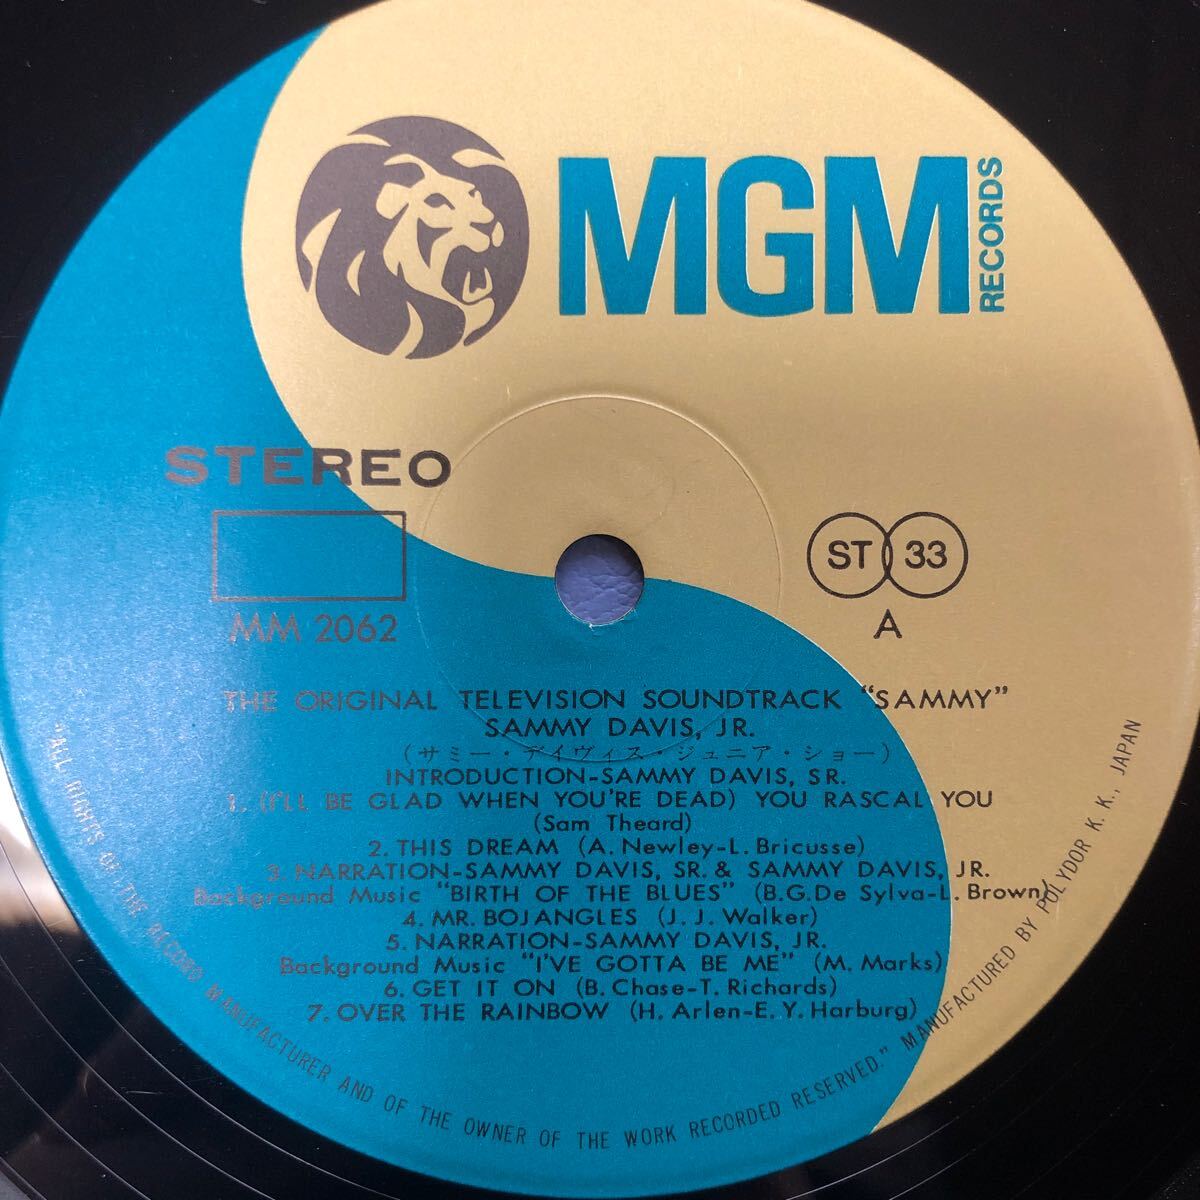 MGM
RECORDS
STEREO
ST 33
MM 2062
A
THE ORIGINAL TELEVISION SOUNDTRACK "SAMMY"
SAMMY DAVIS, JR.
(サミー・デイヴィス・ジュニア・ショー)
INTRODUCTION-SAMMY DAVIS, SR.
1. (I'LL BE GLAD WHEN YOU'RE DEAD) YOU RASCAL YOU
(Sam Theard)
2. THIS DREAM (A. Newley-L. Bricusse)
3. NARRATION-SAMMY DAVIS, SR. & SAMMY DAVIS, JR.
Background Music "BIRTH OF THE BLUES" (B.G.De Sylva-L. Brown)
4. MR. BOJANGLES (J. J. Walker)
5. NARRATION-SAMMY DAVIS, JR.
Background Music "I'VE GOTTA BE ME" (M. Marks)
6. GET IT ON (B. Chase-T. Richards)
7. OVER THE RAINBOW (H. Arlen-E. Y. Harburg)
"ALL RIGHTS OF THE RECORD MANUFACTURER AND OF THE OWNER OF THE WORK RECORDED RESERVED." MANUFACTURED BY POLYDOR K. K., JAPAN